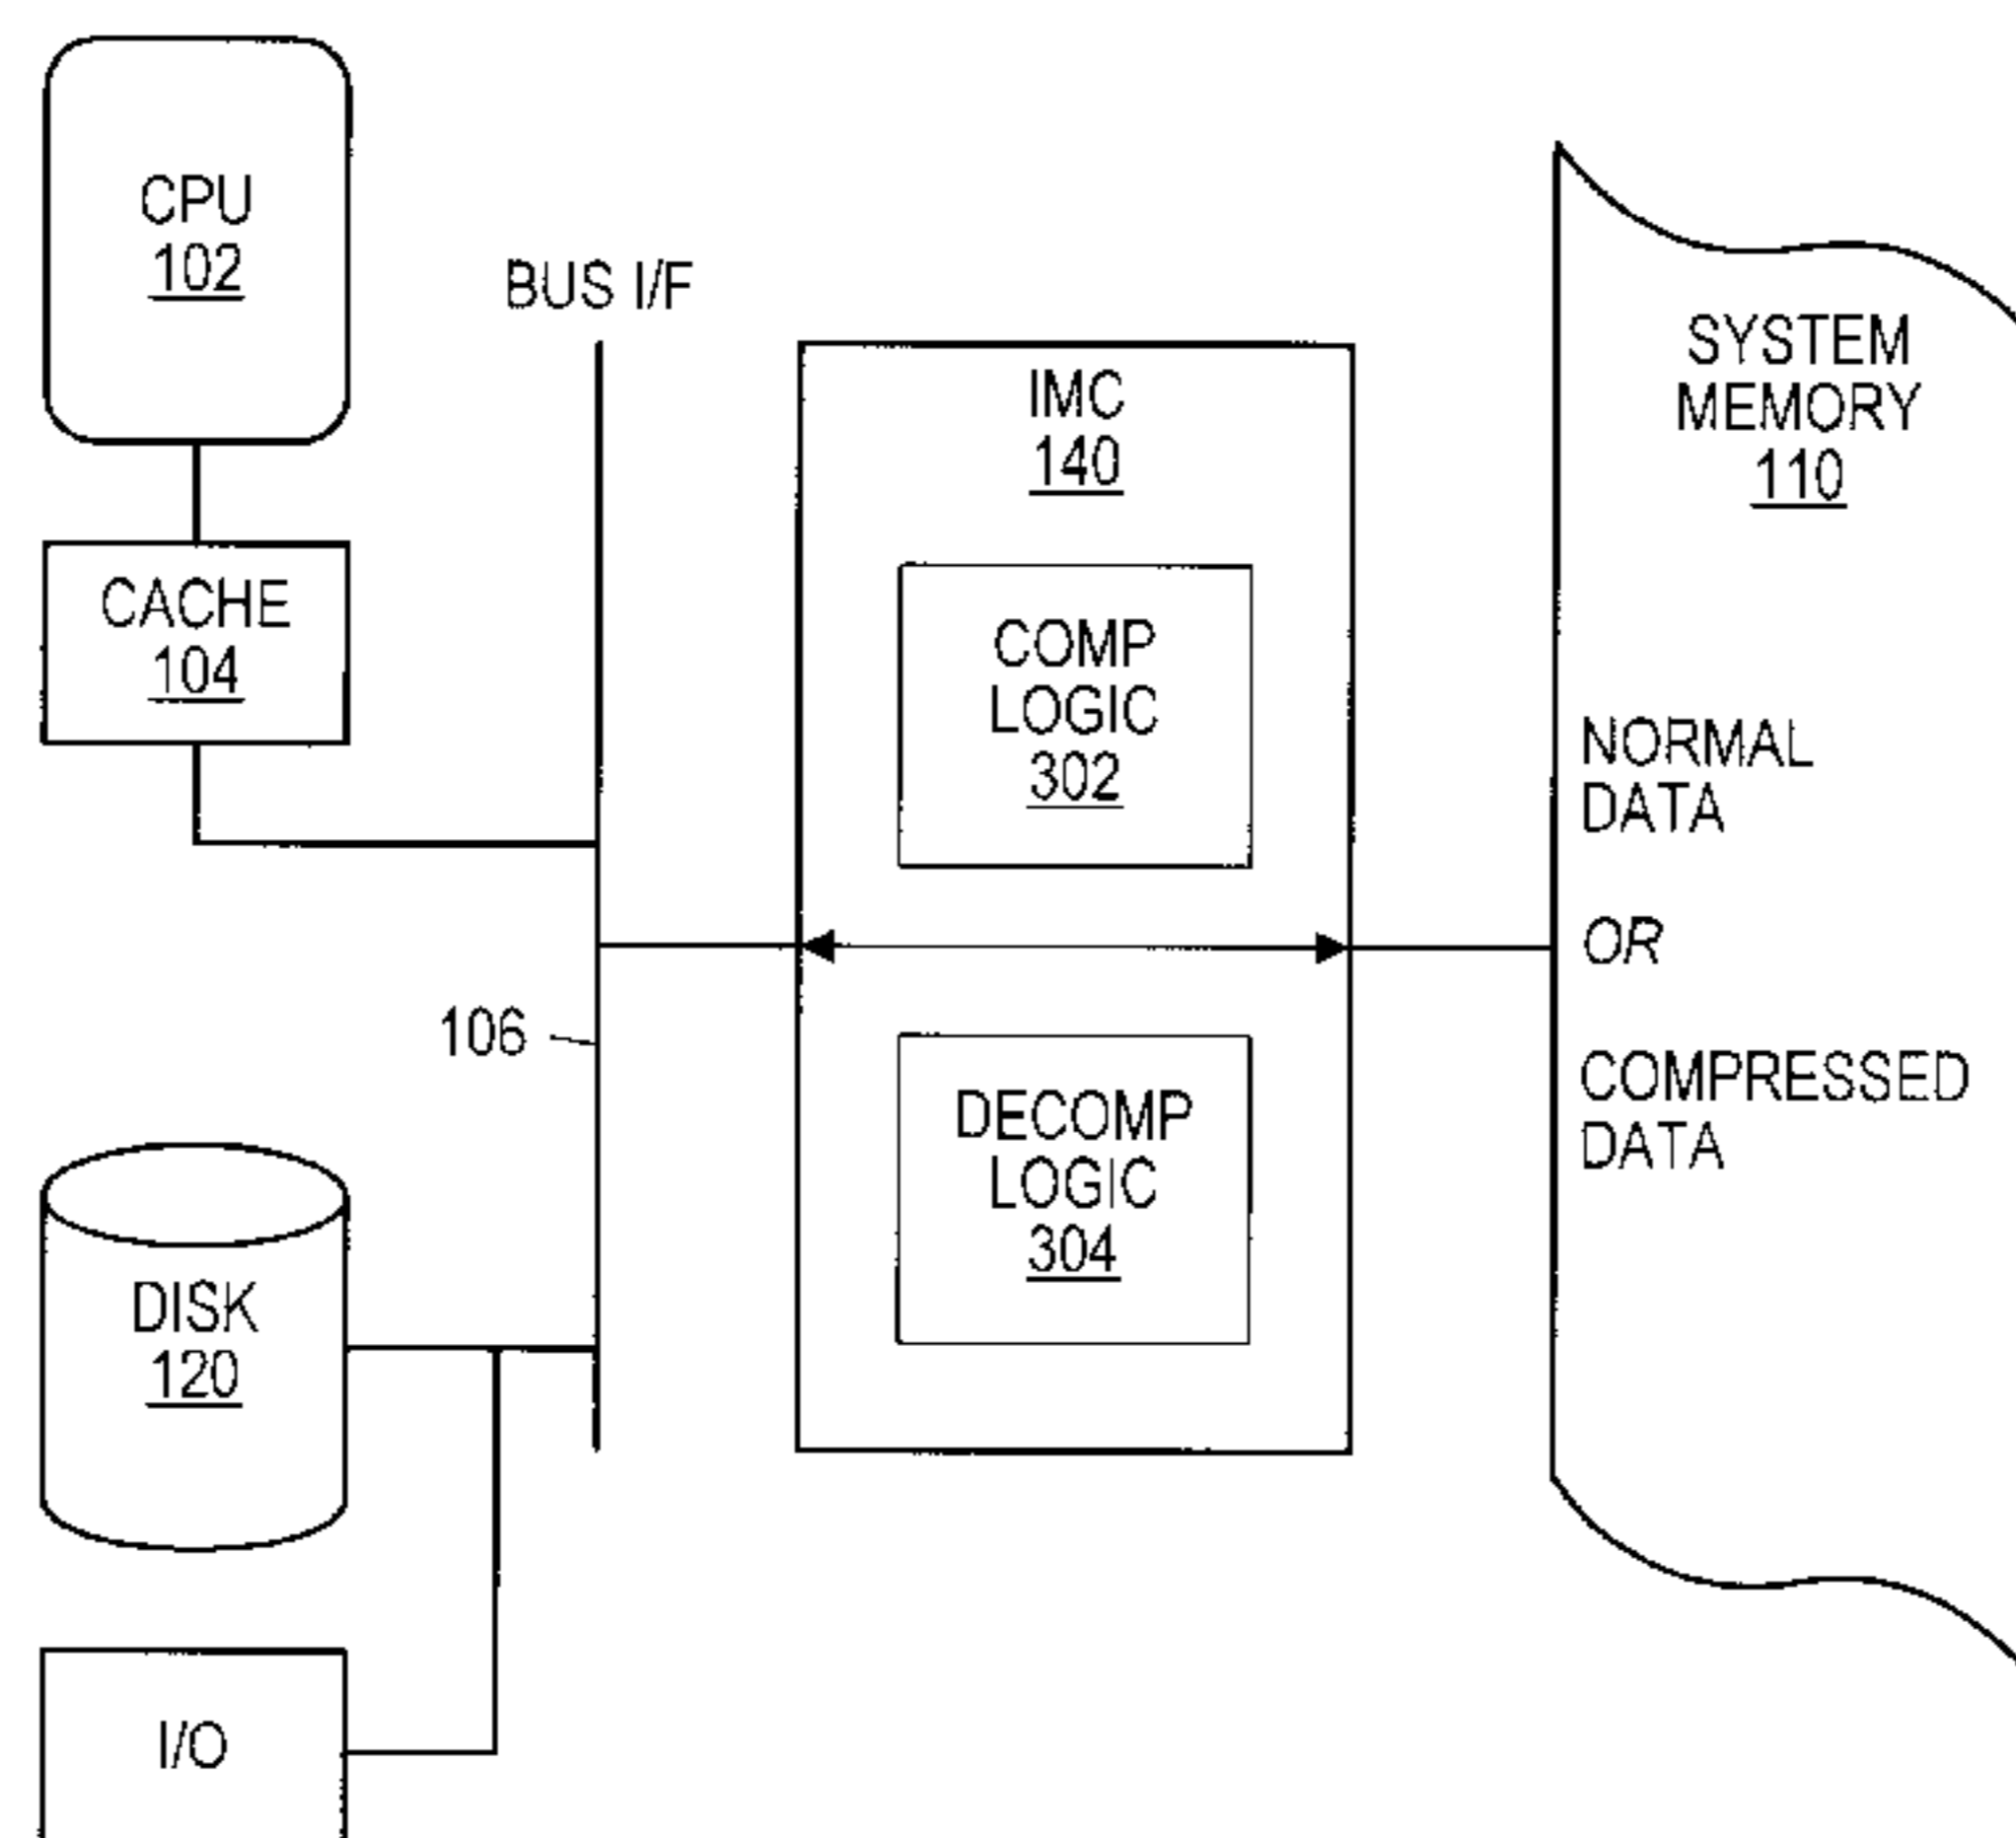 CPU
102
CACHE
104
BUS I/F
106
DISK
120
I/O
IMC
140
COMP
LOGIC
302
DECOMP
LOGIC
304
SYSTEM
MEMORY
110
NORMAL
DATA
OR
COMPRESSED
DATA